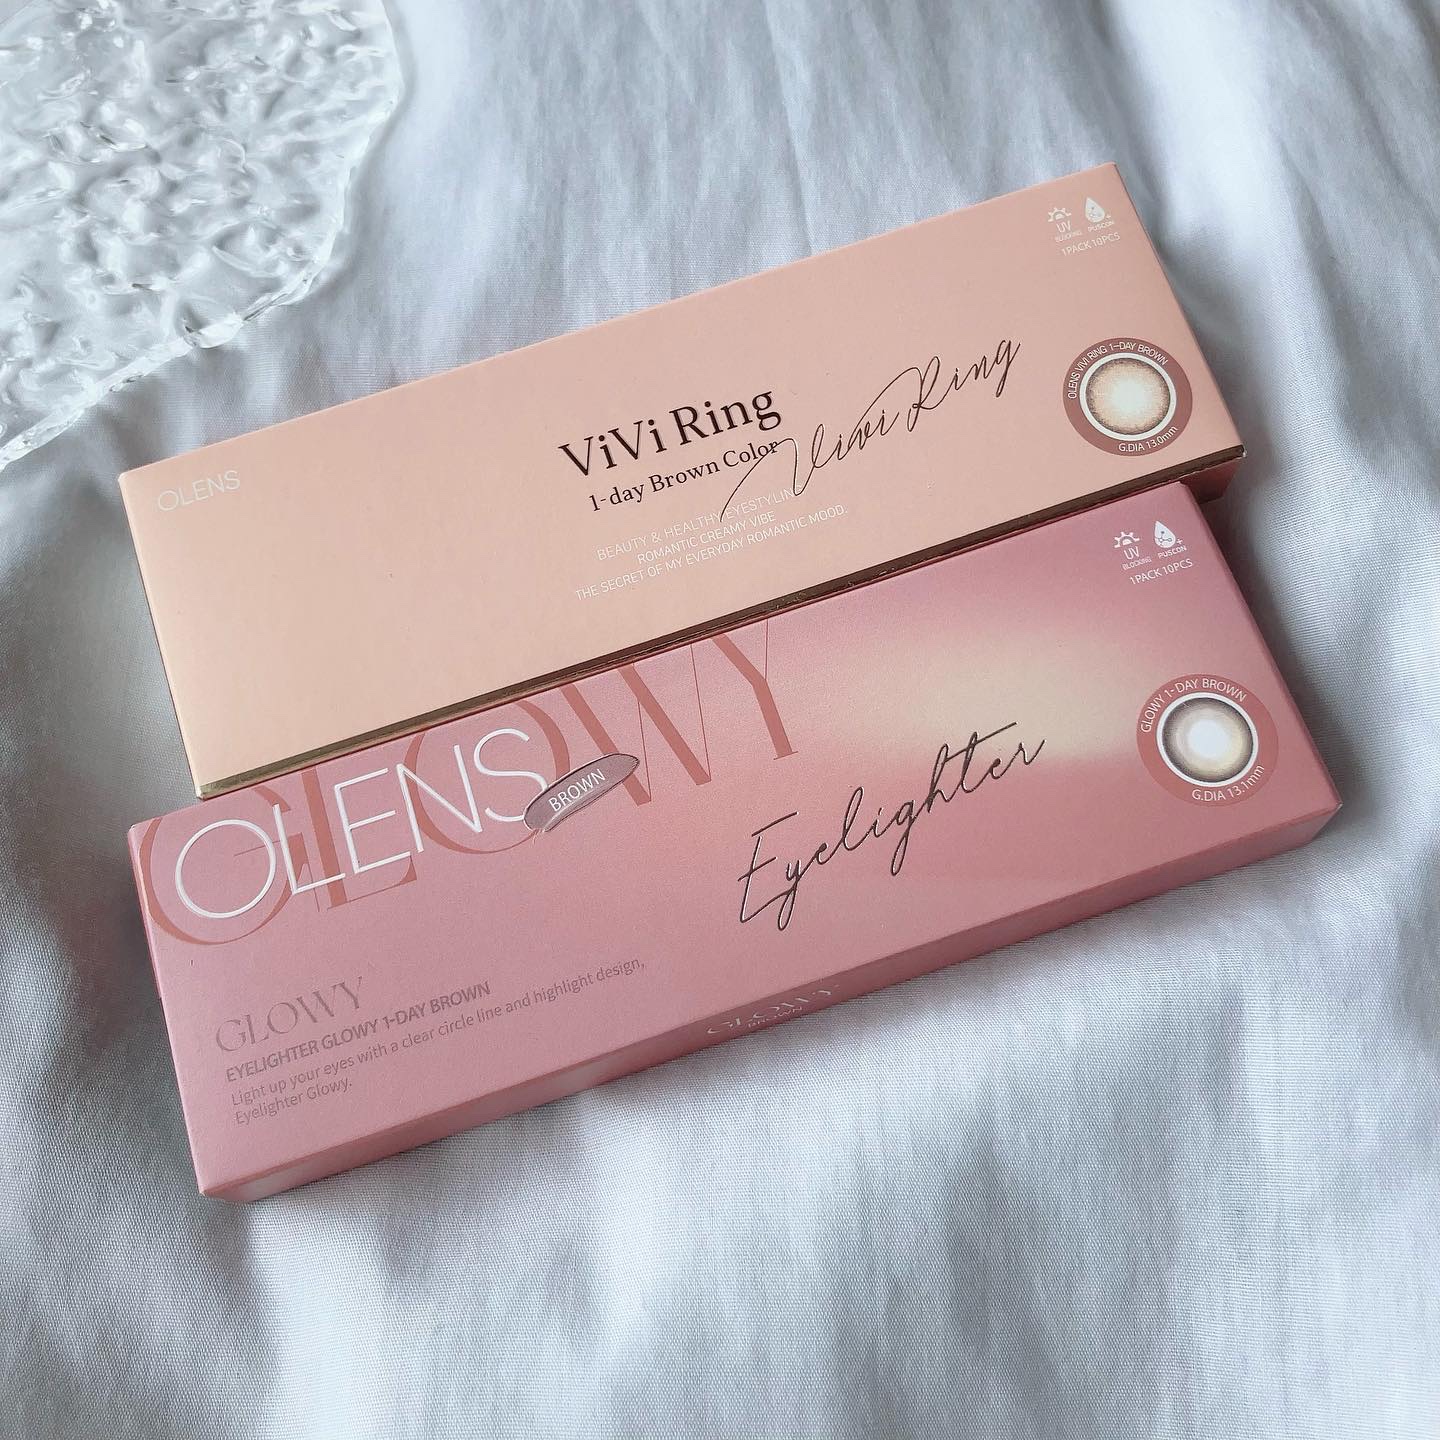 UV
BLOCKING
PUSCON
1PACK 10PCS
OLENS
ViVi Ring
1-day Brown Color
Vivi Ring
BEAUTY & HEALTHY EYESTYLING
ROMANTIC CREAMY VIBE
THE SECRET OF MY EVERYDAY ROMANTIC MOOD.
OLENS VIVI RING 1-DAY BROWN
G.DIA 13.0mm
UV
BLOCKING
PUSCON
1PACK 10PCS
GLOWY
OLENS
BROWN
Eyelighter
GLOWY 1-DAY BROWN
G.DIA 13.1mm
GLOWY
EYELIGHTER GLOWY 1-DAY BROWN
Light up your eyes with a clear circle line and highlight design,
Eyelighter Glowy.
GLOWY
BROWN